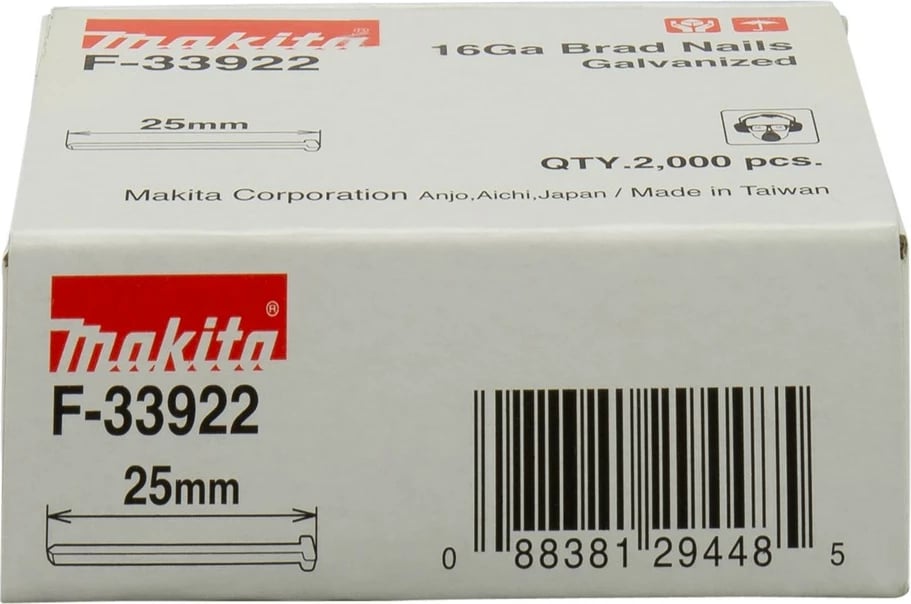 makita
F-33922
16Ga Brad Nails
Galvanized
25mm
QTY.2,000 pcs.
Makita Corporation Anjo,Aichi,Japan / Made in Taiwan
makita®
F-33922
25mm
0 88381 29448 5